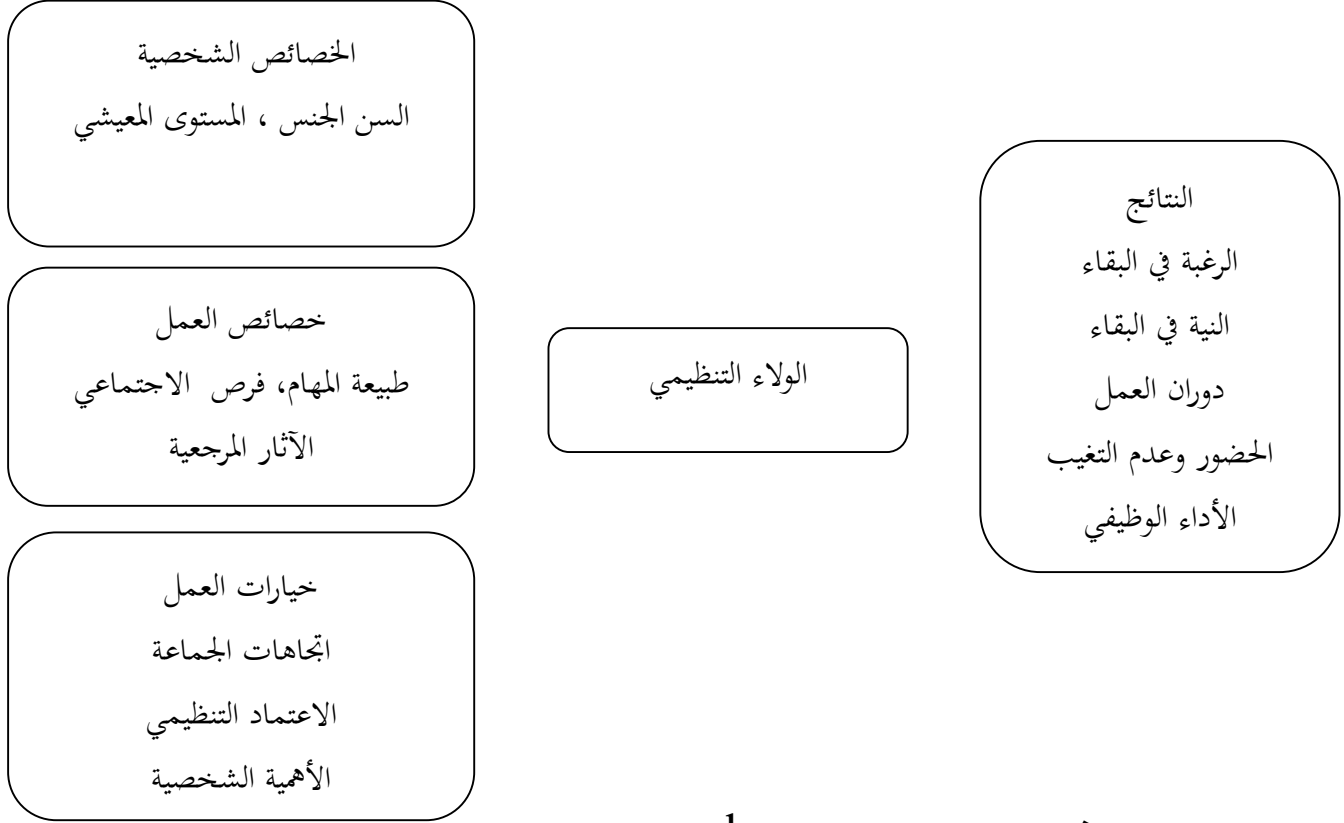 الخصائص الشخصية
السن الجنس ، المستوى المعيشي
خصائص العمل
طبيعة المهام، فرص الاجتماعي
الآثار المرجعية
خيارات العمل
اتجاهات الجماعة
الاعتماد التنظيمي
الأهمية الشخصية
الولاء التنظيمي
النتائج
الرغبة في البقاء
النية في البقاء
دوران العمل
الحضور وعدم التغيب
الأداء الوظيفي